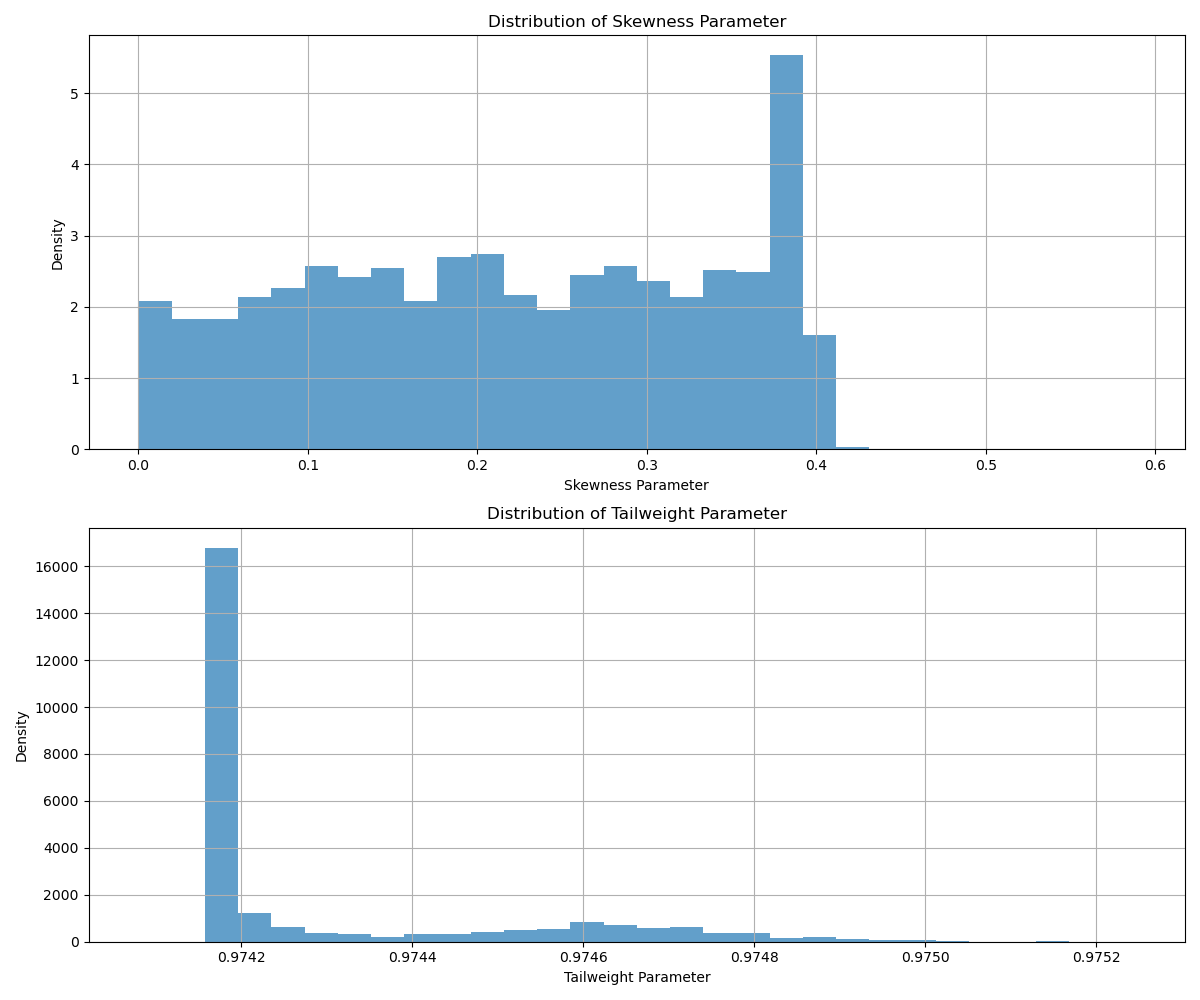 Distribution of Skewness Parameter
Density
5
4
3
2
1
0
0.0 0.1 0.2 0.3 0.4 0.5 0.6
Skewness Parameter
Distribution of Tailweight Parameter
Density
16000
14000
12000
10000
8000
6000
4000
2000
0
0.9742 0.9744 0.9746 0.9748 0.9750 0.9752
Tailweight Parameter